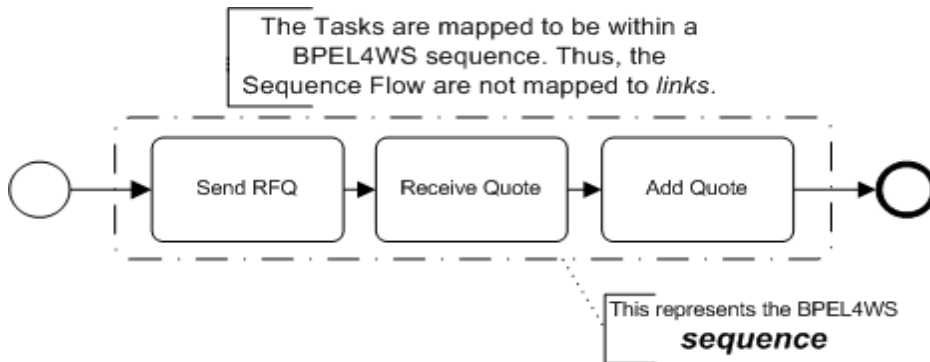 The Tasks are mapped to be within a
BPEL4WS sequence. Thus, the
Sequence Flow are not mapped to links.
Send RFQ
Receive Quote
Add Quote
This represents the BPEL4WS
sequence